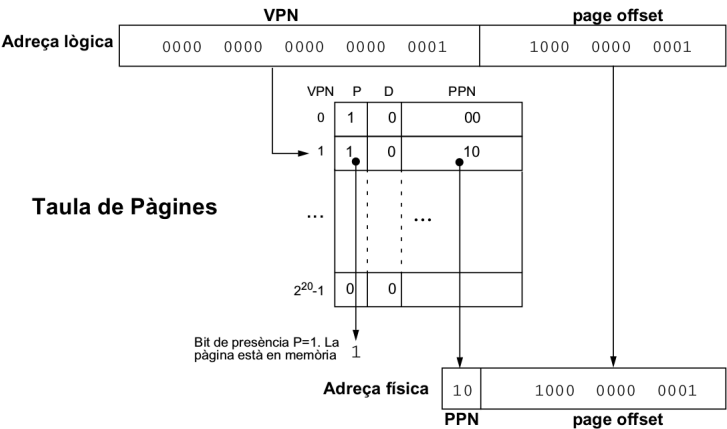 VPN page offset
Adreça lògica 0000 0000 0000 0000 0001 1000 0000 0001
VPN P D PPN
0 1 0 00
1 1 0 10
Taula de Pàgines
... ...
2²⁰-1 0 0
Bit de presència P=1. La
pàgina està en memòria 1
Adreça física 10 1000 0000 0001
PPN page offset